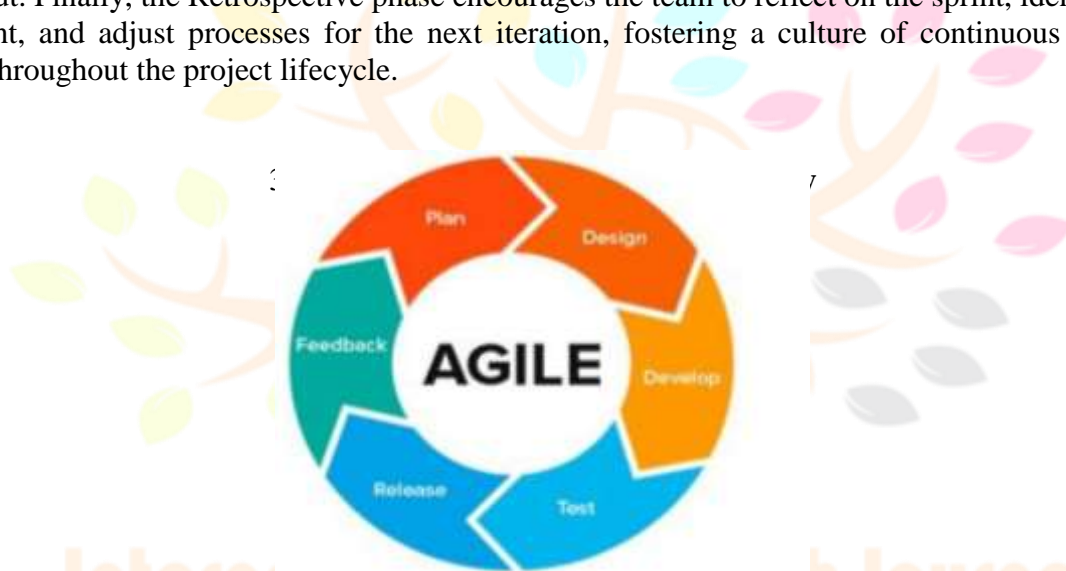 ut. Finally, the Retrospective phase encourages the team to reflect on the sprint, ide
nt, and adjust processes for the next iteration, fostering a culture of continuous
hroughout the project lifecycle.
Plan
Design
Feedback
AGILE
Develop
Release
Test